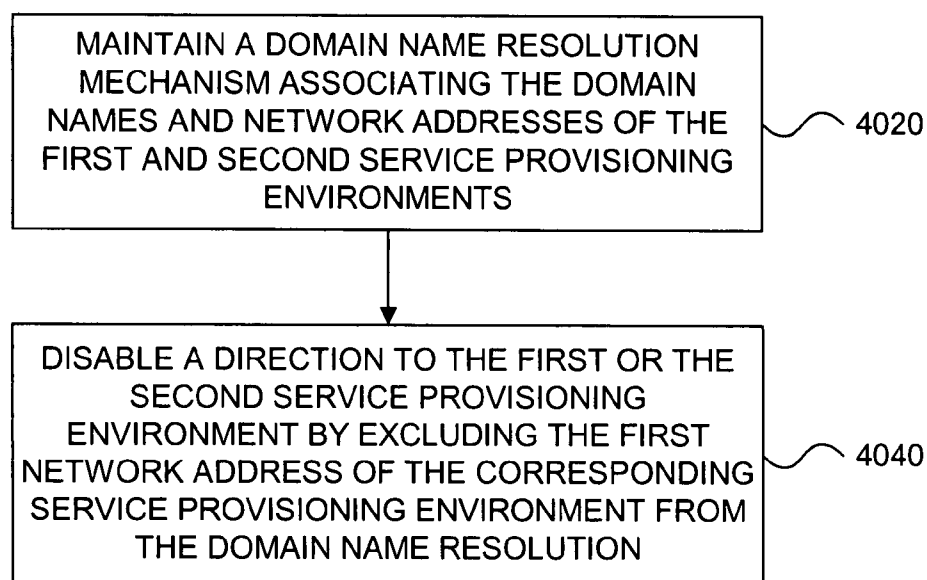 MAINTAIN A DOMAIN NAME RESOLUTION
MECHANISM ASSOCIATING THE DOMAIN
NAMES AND NETWORK ADDRESSES OF THE
FIRST AND SECOND SERVICE PROVISIONING
ENVIRONMENTS
4020
DISABLE A DIRECTION TO THE FIRST OR THE
SECOND SERVICE PROVISIONING
ENVIRONMENT BY EXCLUDING THE FIRST
NETWORK ADDRESS OF THE CORRESPONDING
SERVICE PROVISIONING ENVIRONMENT FROM
THE DOMAIN NAME RESOLUTION
4040